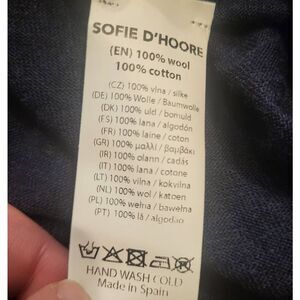 SOFIE D'HOORE
(EN) 100% wool
100% cotton
(CZ) 100% vlna / silke
(DE) 100% Wolle / Baumwolle
(DK) 100% uld / bomuld
(ES) 100% lana / algodón
(FR) 100% laine / coton
(GR) 100% μαλλί / βαμβάκι
(IR) 100% olann / cadás
(IT) 100% lana / cotone
(LT) 100% vilna / kokvilna
(NL) 100% wol / katoen
(PL) 100% wełna / bawełna
(PT) 100% lã / algodão
HAND WASH COLD
Made in Spain